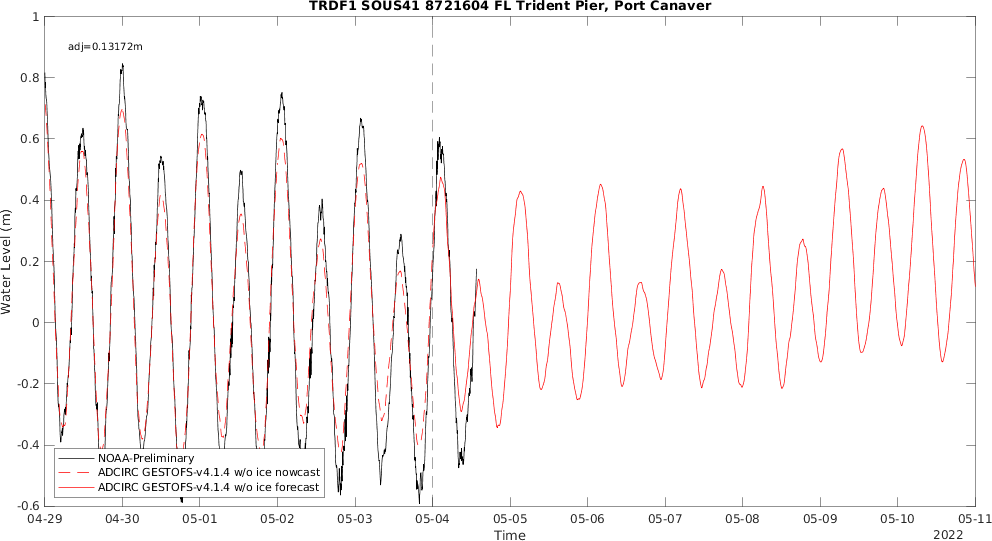 TRDF1 SOUS41 8721604 FL Trident Pier, Port Canaver
adj=0.13172m
Water Level (m)
1
0.8
0.6
0.4
0.2
0
-0.2
-0.4
-0.6
NOAA-Preliminary
ADCIRC GESTOFS-v4.1.4 w/o ice nowcast
ADCIRC GESTOFS-v4.1.4 w/o ice forecast
04-29 04-30 05-01 05-02 05-03 05-04 05-05 05-06 05-07 05-08 05-09 05-10 05-11
Time
2022